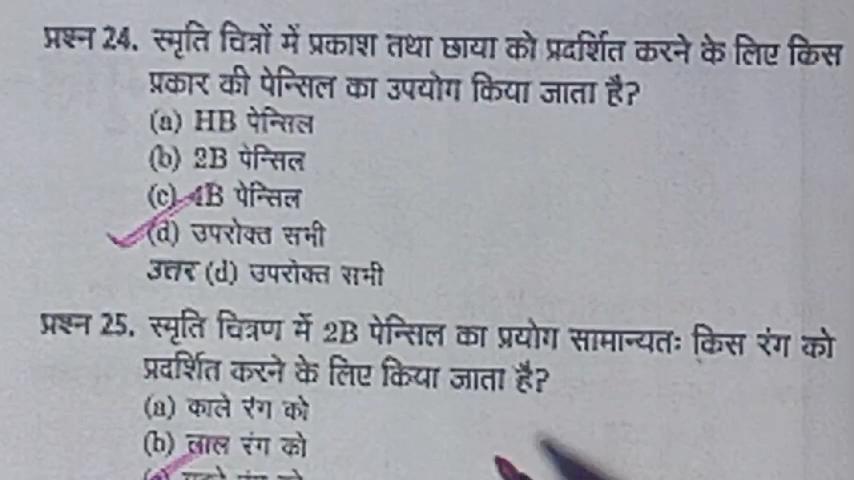 प्रश्न 24. स्मृति चित्रों में प्रकाश तथा छाया को प्रदर्शित करने के लिए किस
प्रकार की पेन्सिल का उपयोग किया जाता है?
(a) HB पेन्सिल
(b) 2B पेन्सिल
(c) 4B पेन्सिल
(d) उपरोक्त सभी
उत्तर (d) उपरोक्त सभी
प्रश्न 25. स्मृति चित्रण में 2B पेन्सिल का प्रयोग सामान्यतः किस रंग को
प्रदर्शित करने के लिए किया जाता है?
(a) काले रंग को
(b) लाल रंग को